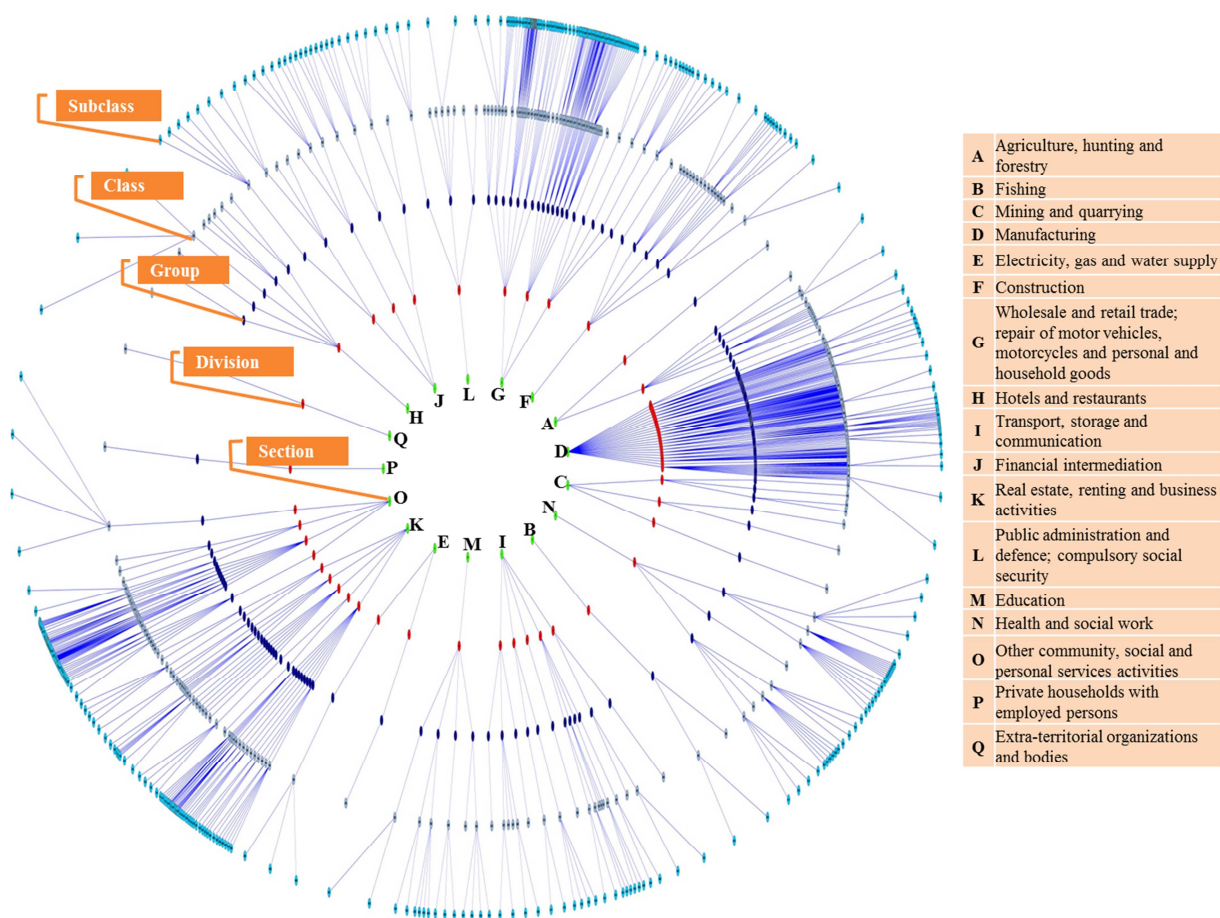 Subclass
Class
Group
Division
Section
H
J
L
G
F
A
D
C
N
B
I
M
E
K
O
P
Q
A Agriculture, hunting and
forestry
B Fishing
C Mining and quarrying
D Manufacturing
E Electricity, gas and water supply
F Construction
G Wholesale and retail trade;
repair of motor vehicles,
motorcycles and personal and
household goods
H Hotels and restaurants
I Transport, storage and
communication
J Financial intermediation
K Real estate, renting and business
activities
L Public administration and
defence; compulsory social
security
M Education
N Health and social work
O Other community, social and
personal services activities
P Private households with
employed persons
Q Extra-territorial organizations
and bodies